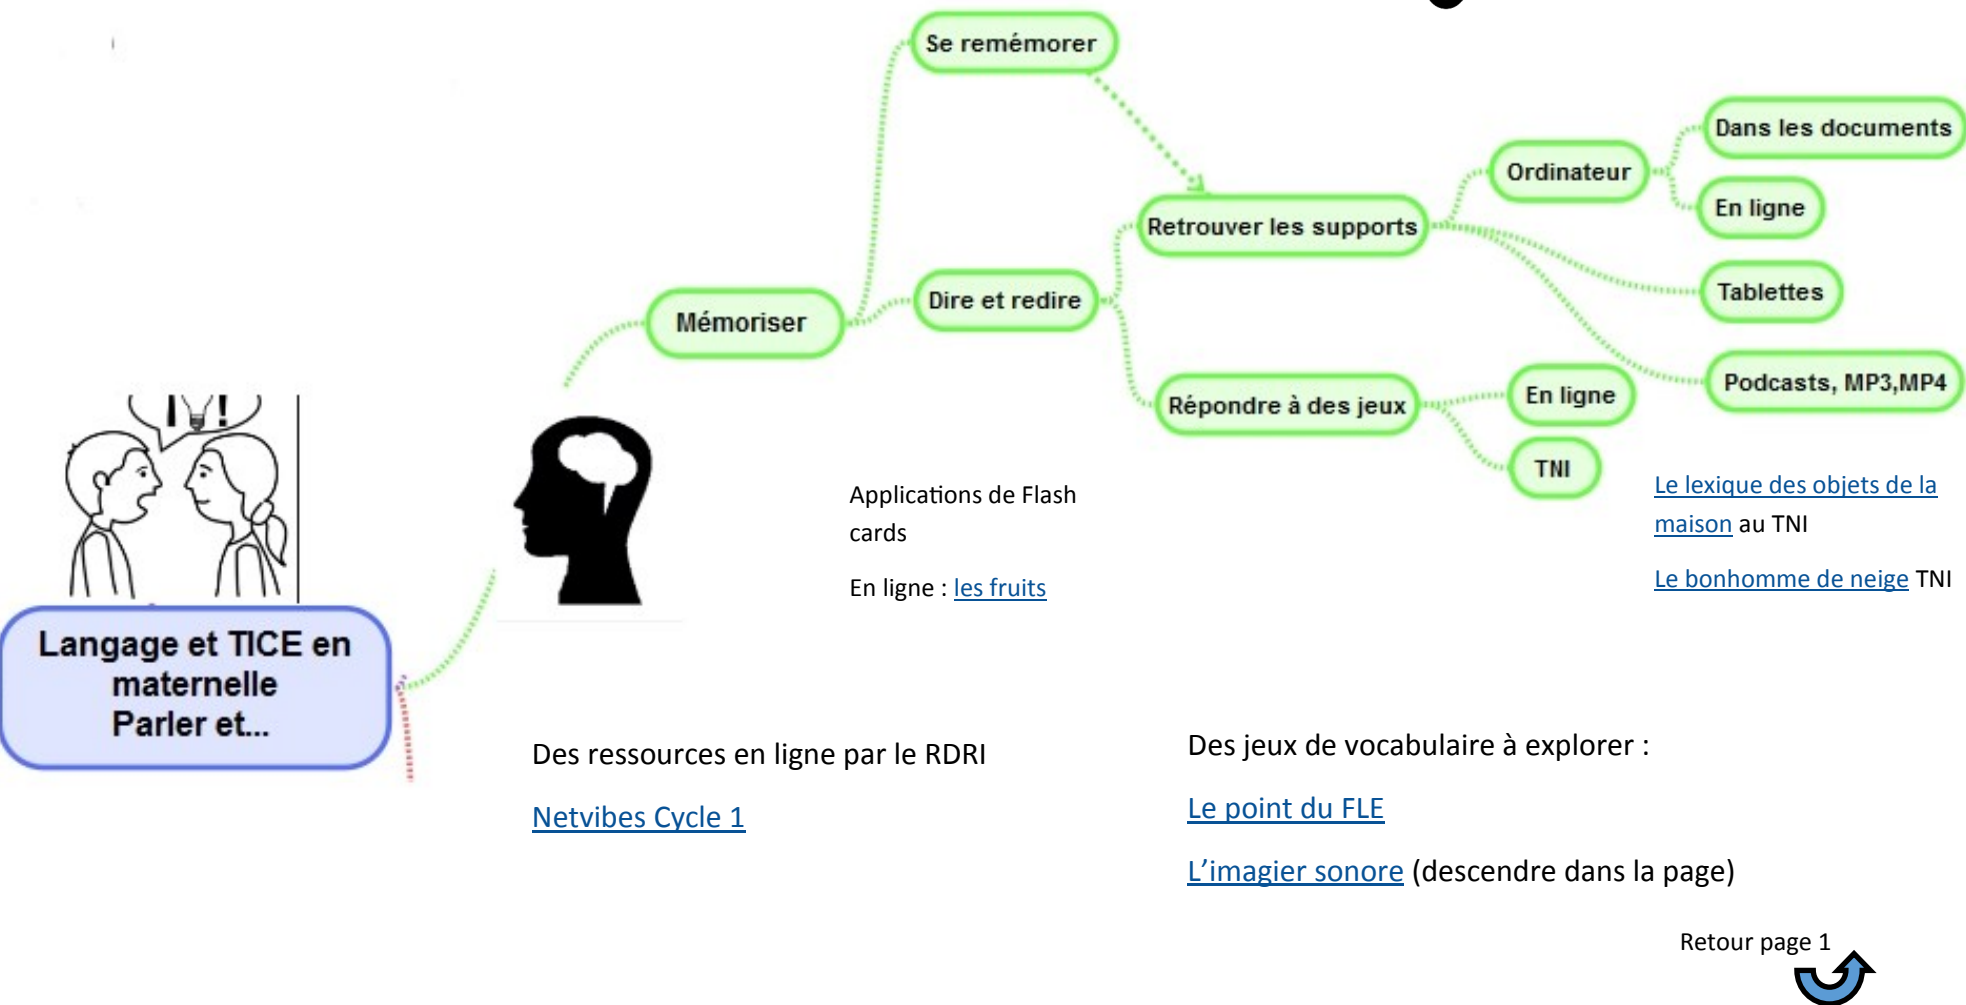 Se remémorer
Dans les documents
Ordinateur
En ligne
Retrouver les supports
Tablettes
Dire et redire
Mémoriser
Podcasts, MP3,MP4
En ligne
Répondre à des jeux
TNI
! !
Le lexique des objets de la
maison au TNI
Le bonhomme de neige TNI
Applications de Flash
cards
En ligne : les fruits
Langage et TICE en
maternelle
Parler et...
Des ressources en ligne par le RDRI
Netvibes Cycle 1
Des jeux de vocabulaire à explorer :
Le point du FLE
L’imagier sonore (descendre dans la page)
Retour page 1